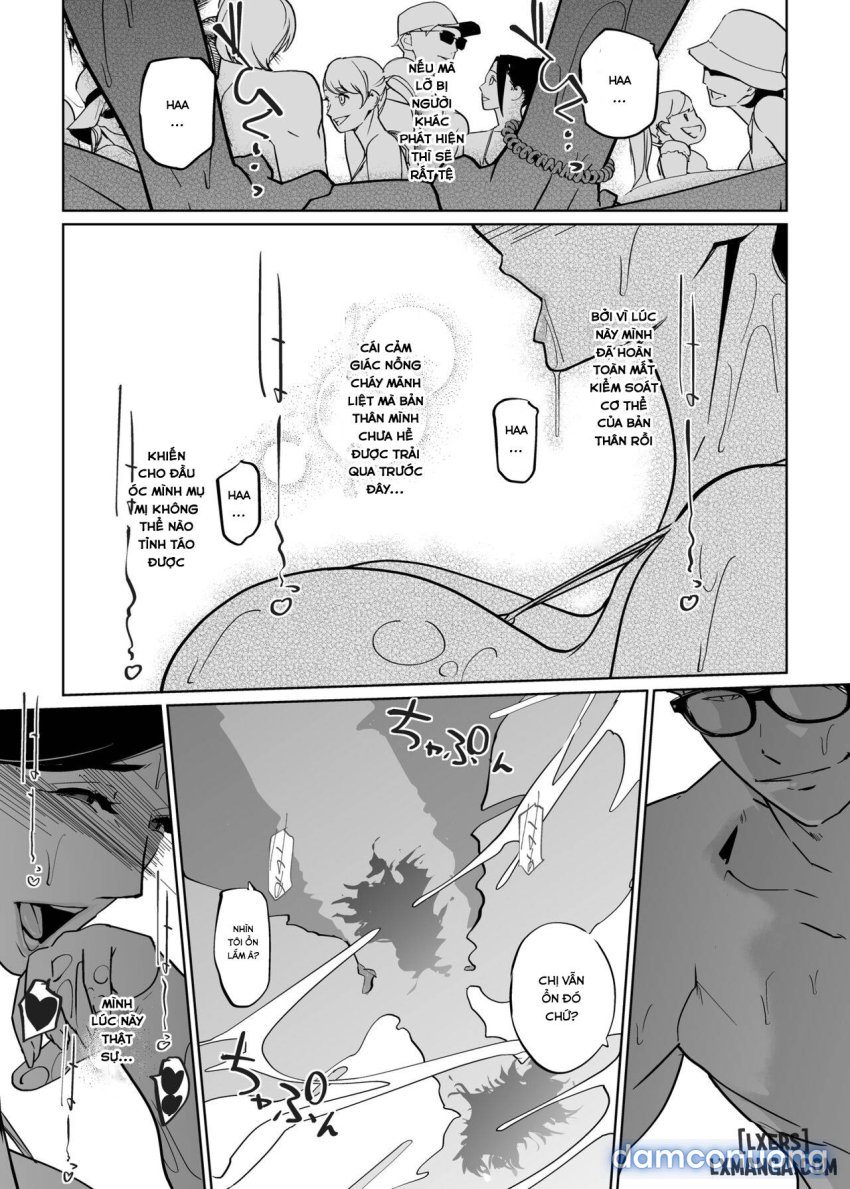 HAA
...
NẾU MÀ
LỠ BỊ
NGƯỜI
KHÁC
PHÁT HIỆN
THÌ SẼ
RẤT TỆ
HAA
...
BỞI VÌ LÚC
NÀY MÌNH
ĐÃ HOÀN
TOÀN MẤT
KIỂM SOÁT
CƠ THỂ
CỦA BẢN
THÂN RỒI
CÁI CẢM
GIÁC NỖNG
CHÁY MÃNH
LIỆT MÀ BẢN
THÂN MÌNH
CHƯA HỀ
ĐƯỢC TRẢI
QUA TRƯỚC
ĐÂY...
HAA
...
HAA
...
KHIẾN
CHO ĐẦU
ÓC MÌNH MỤ
MỊ KHÔNG
THỂ NÀO
TỈNH TÁO
ĐƯỢC
ちゃぷん
CHỊ VẪN
ỔN ĐÓ
CHỨ?
NHÌN
TÔI ỔN
LẮM Á?
ちゃぷん
MÌNH
LÚC NÀY
THẬT
SỰ...
[LXERS]
LXMANGA.COM
damconuong